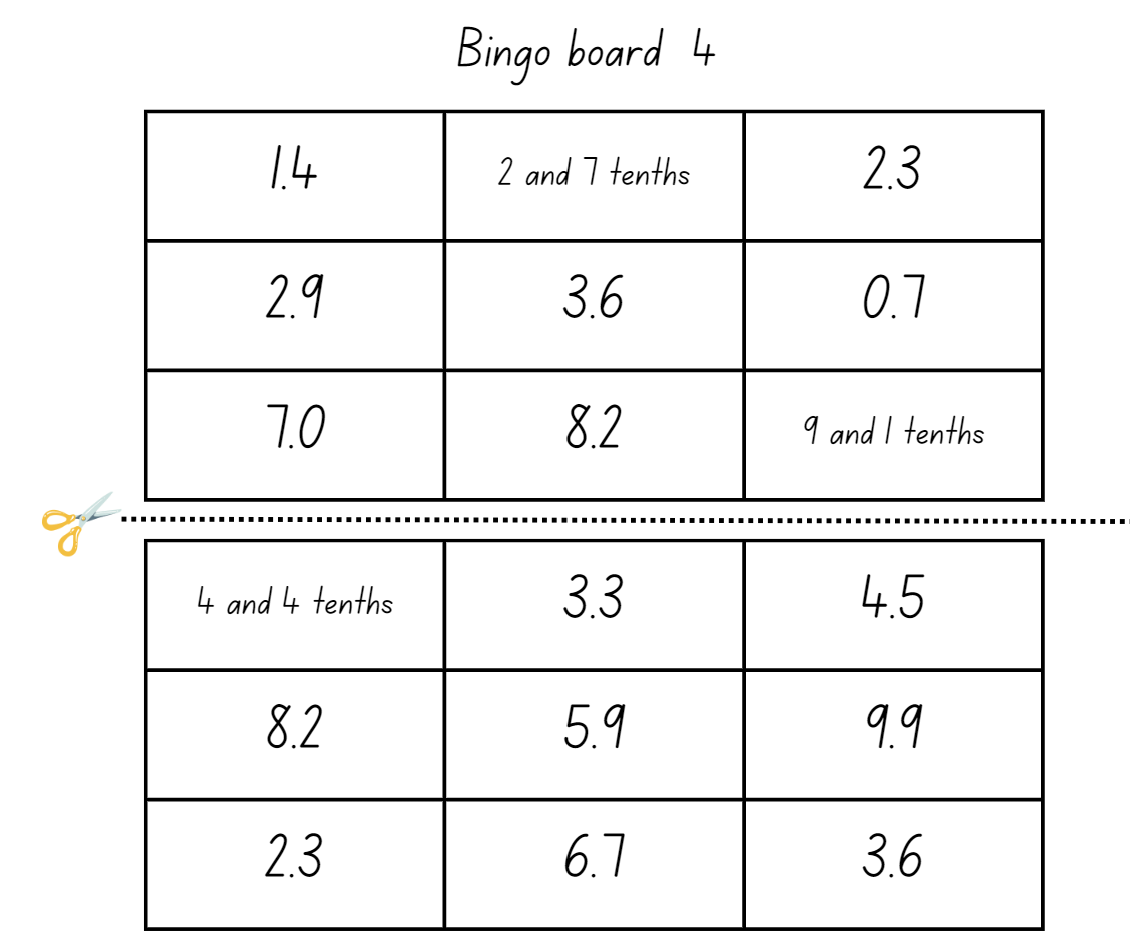 Bingo board 4
1.4 2 and 7 tenths 2.3
2.9 3.6 0.7
7.0 8.2 9 and 1 tenths
4 and 4 tenths 3.3 4.5
8.2 5.9 9.9
2.3 6.7 3.6